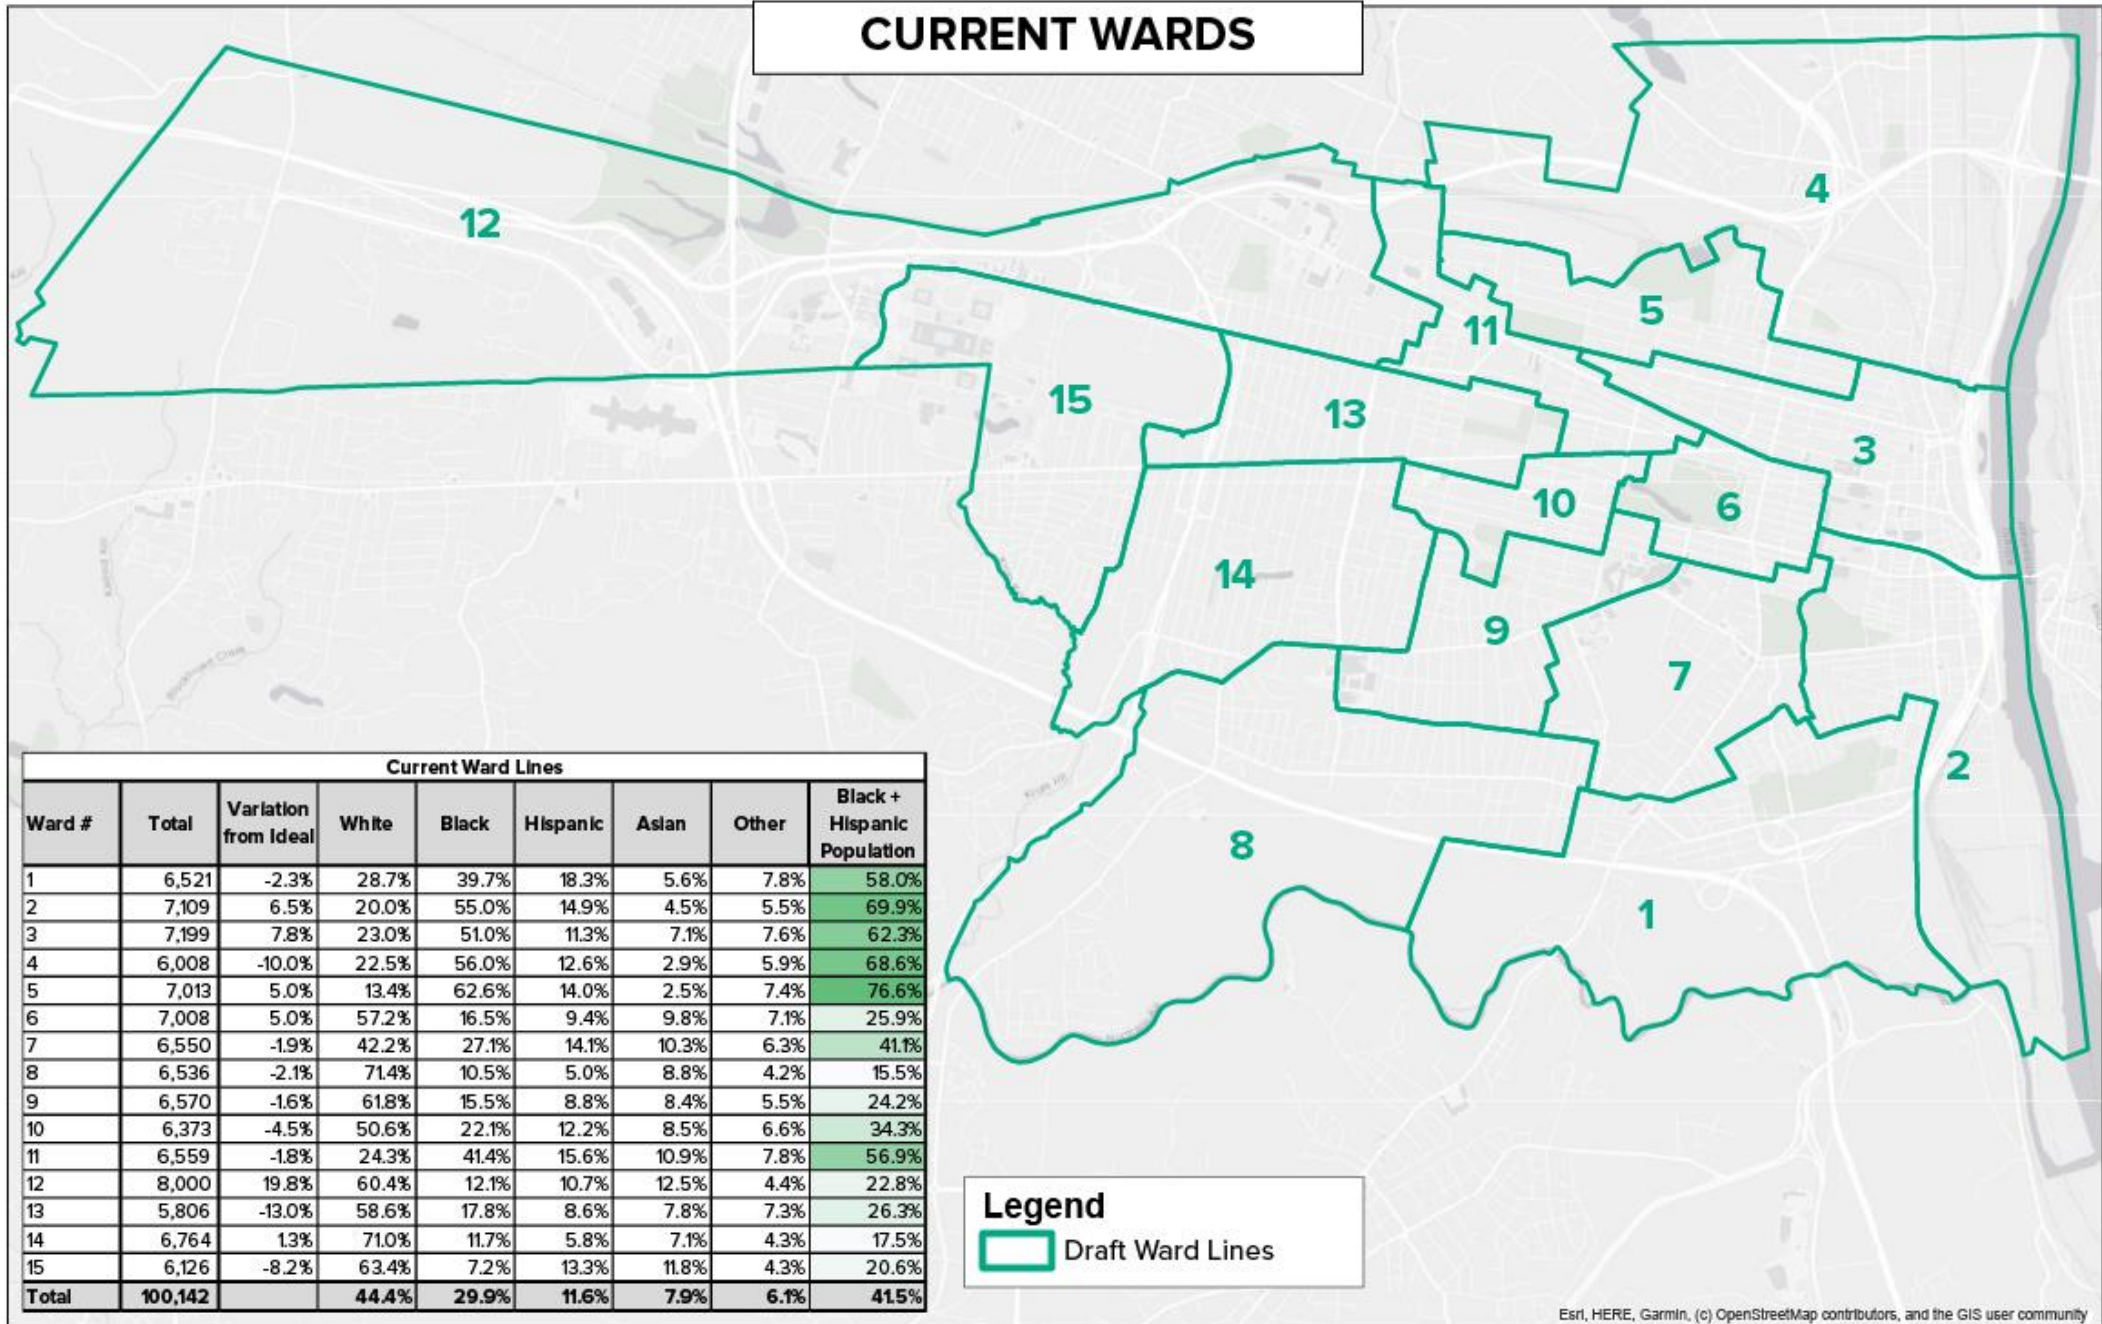 CURRENT WARDS
4
12
5
11
15
13
3
10
6
14
9
7
2
8
1
Current Ward Lines
Ward # Total Variation from Ideal White Black Hispanic Asian Other Black + Hispanic Population
1 6,521 -2.3% 28.7% 39.7% 18.3% 5.6% 7.8% 58.0%
2 7,109 6.5% 20.0% 55.0% 14.9% 4.5% 5.5% 69.9%
3 7,199 7.8% 23.0% 51.0% 11.3% 7.1% 7.6% 62.3%
4 6,008 -10.0% 22.5% 56.0% 12.6% 2.9% 5.9% 68.6%
5 7,013 5.0% 13.4% 62.6% 14.0% 2.5% 7.4% 76.6%
6 7,008 5.0% 57.2% 16.5% 9.4% 9.8% 7.1% 25.9%
7 6,550 -1.9% 42.2% 27.1% 14.1% 10.3% 6.3% 41.1%
8 6,536 -2.1% 71.4% 10.5% 5.0% 8.8% 4.2% 15.5%
9 6,570 -1.6% 61.8% 15.5% 8.8% 8.4% 5.5% 24.2%
10 6,373 -4.5% 50.6% 22.1% 12.2% 8.5% 6.6% 34.3%
11 6,559 -1.8% 24.3% 41.4% 15.6% 10.9% 7.8% 56.9%
12 8,000 19.8% 60.4% 12.1% 10.7% 12.5% 4.4% 22.8%
13 5,806 -13.0% 58.6% 17.8% 8.6% 7.8% 7.3% 26.3%
14 6,764 1.3% 71.0% 11.7% 5.8% 7.1% 4.3% 17.5%
15 6,126 -8.2% 63.4% 7.2% 13.3% 11.8% 4.3% 20.6%
Total 100,142 44.4% 29.9% 11.6% 7.9% 6.1% 41.5%
Legend
Draft Ward Lines
Esri, HERE, Garmin, (c) OpenStreetMap contributors, and the GIS user community